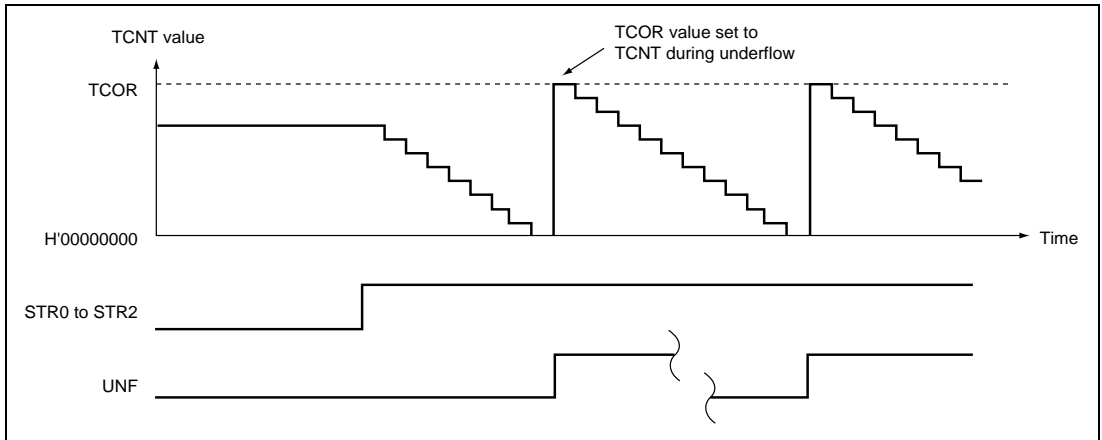 TCNT value
TCOR value set to
TCNT during underflow
TCOR
H'00000000
Time
STR0 to STR2
UNF